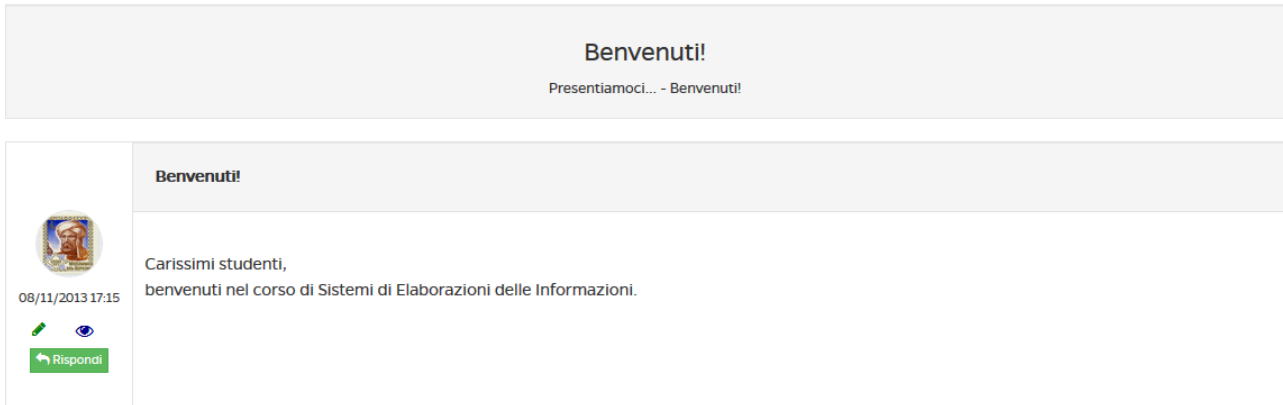 Benvenuti!
Presentiamoci... - Benvenuti!
Benvenuti!
Carissimi studenti,
benvenuti nel corso di Sistemi di Elaborazioni delle Informazioni.
08/11/2013 17:15
Rispondi